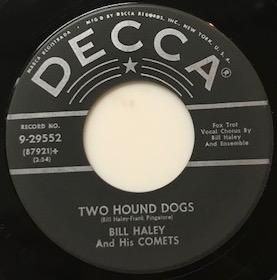 MARCA REGISTRADA
MFG BY DECCA RECORDS, INC., NEW YORK, U. S. A.
DECCA
RECORD NO.
9-29552
(87921)+
(2:54)
Fox Trot
Vocal Chorus By
Bill Haley
And Ensemble
TWO HOUND DOGS
(Bill Haley-Frank Pingatore)
BILL HALEY
And His COMETS